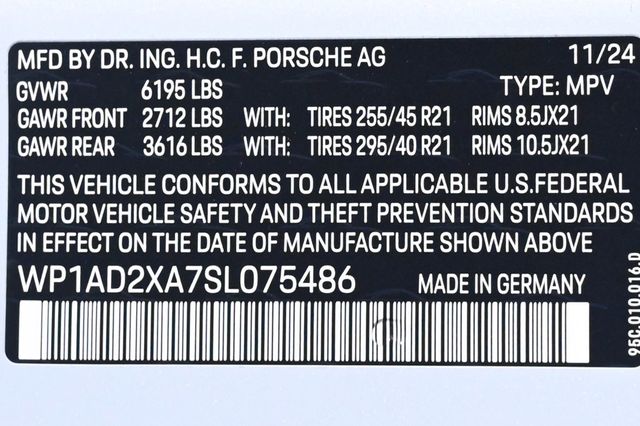 MFD BY DR. ING. H.C. F. PORSCHE AG 11/24
GVWR 6195 LBS TYPE: MPV
GAWR FRONT 2712 LBS WITH: TIRES 255/45 R21 RIMS 8.5JX21
GAWR REAR 3616 LBS WITH: TIRES 295/40 R21 RIMS 10.5JX21
THIS VEHICLE CONFORMS TO ALL APPLICABLE U.S.FEDERAL
MOTOR VEHICLE SAFETY AND THEFT PREVENTION STANDARDS
IN EFFECT ON THE DATE OF MANUFACTURE SHOWN ABOVE
WP1AD2XA7SL075486 MADE IN GERMANY
95C.010.016.D